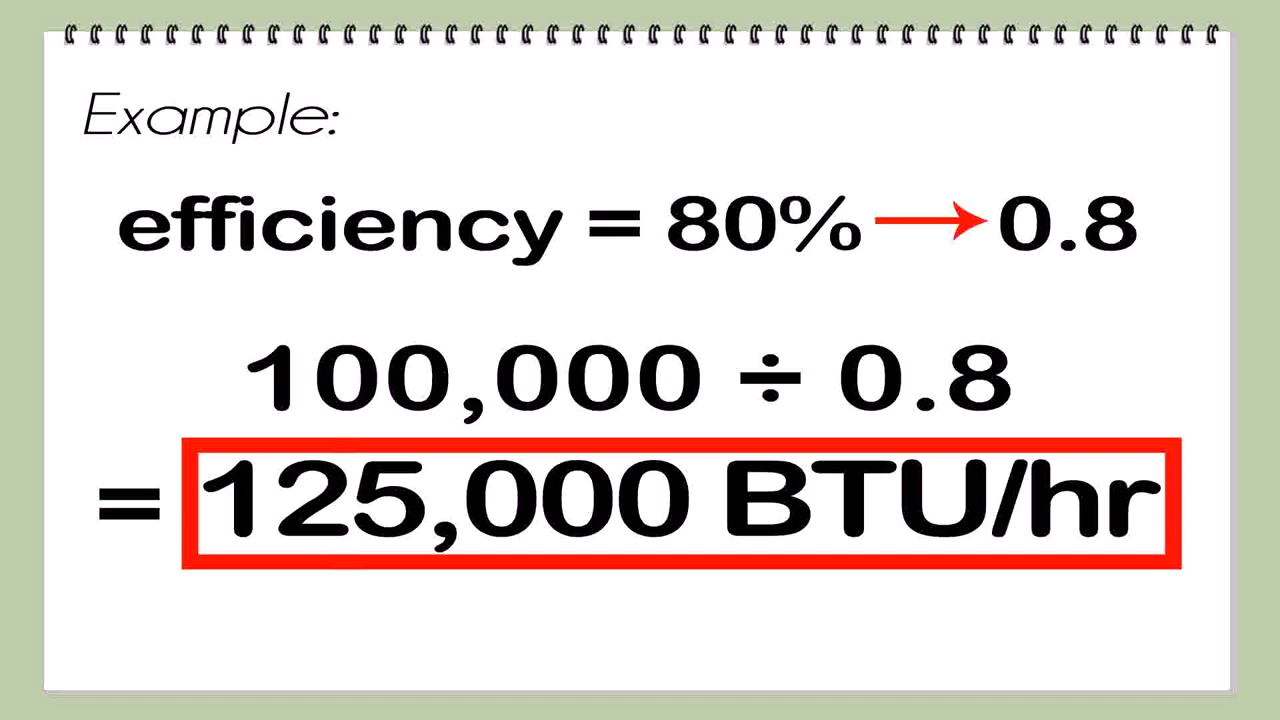 Example:
efficiency = 80% → 0.8
100,000 ÷ 0.8
= 125,000 BTU/hr